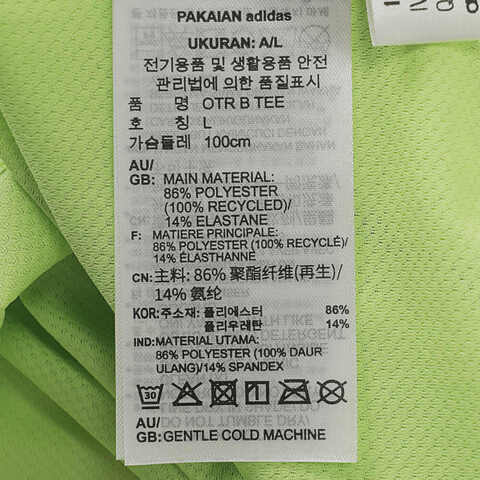 PAKAIAN adidas
UKURAN: A/L
전기용품 및 생활용품 안전
관리법에 의한 품질표시
품 명 OTR B TEE
호 칭 L
가슴둘레 100cm
AU/
GB: MAIN MATERIAL:
86% POLYESTER
(100% RECYCLED)/
14% ELASTANE
F: MATIERE PRINCIPALE:
86% POLYESTER (100% RECYCLÉ)/
14% ÉLASTHANNE
CN: 主料: 86% 聚酯纤维(再生)/
14% 氨纶
KOR: 주소재: 폴리에스터 86%
폴리우레탄 14%
IND: MATERIAL UTAMA:
86% POLYESTER (100% DAUR
ULANG)/14% SPANDEX
30
AU/
GB: GENTLE COLD MACHINE